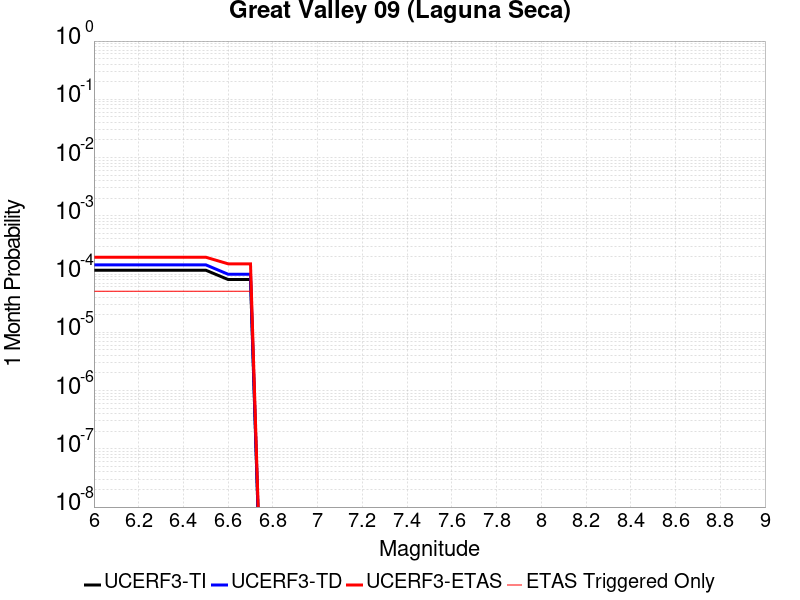 Great Valley 09 (Laguna Seca)
10^0
10^-1
10^-2
10^-3
10^-4
10^-5
10^-6
10^-7
10^-8
1 Month Probability
6 6.2 6.4 6.6 6.8 7 7.2 7.4 7.6 7.8 8 8.2 8.4 8.6 8.8 9
Magnitude
UCERF3-TI UCERF3-TD UCERF3-ETAS ETAS Triggered Only